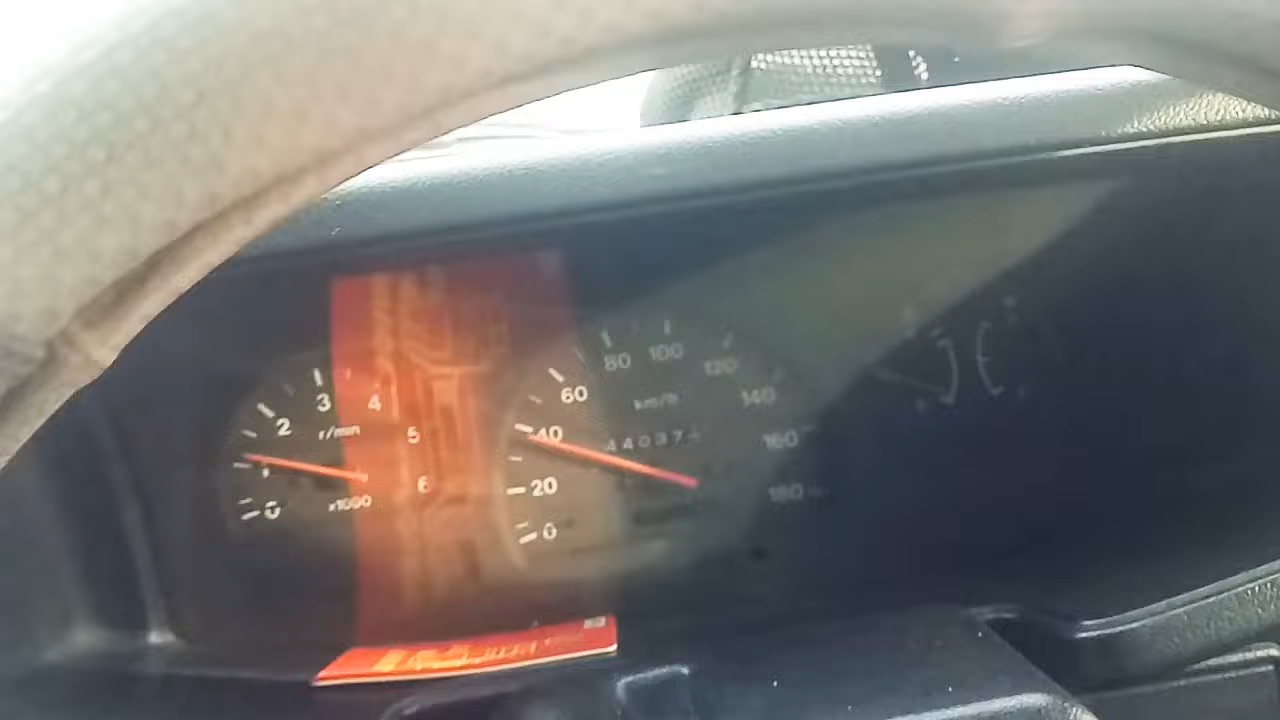 80 100 120
60 140
3 4 km/h
2 r/min 5 40 160
6 20 180
0 x1000 0